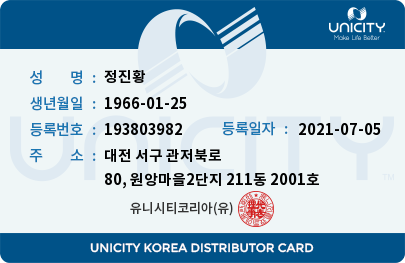 UNICITY
Make Life Better
성 명 : 정진황
생년월일 : 1966-01-25
등록번호 : 193803982 등록일자 : 2021-07-05
주 소 : 대전 서구 관저북로
80, 원앙마을2단지 211동 2001호
유니시티코리아(유)
UNICITY
UNICITY KOREA DISTRIBUTOR CARD